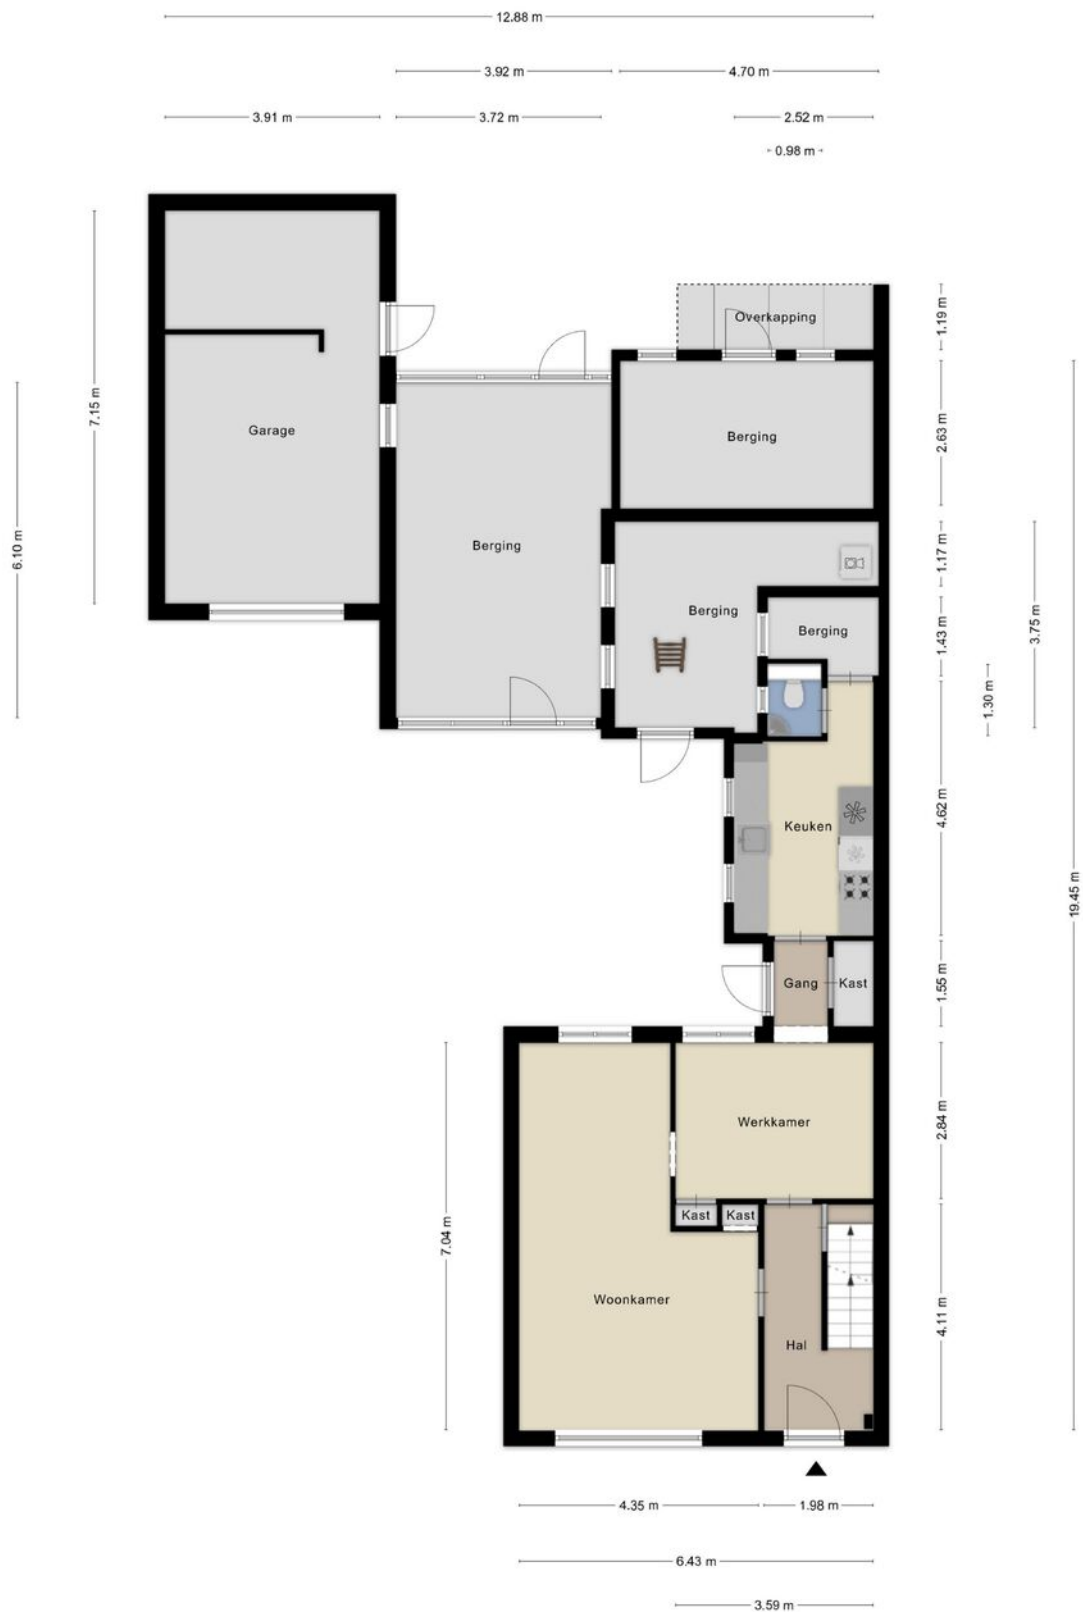 12.88 m
3.92 m
4.70 m
3.91 m
3.72 m
2.52 m
0.98 m
Overkapping
1.19 m
7.15 m
Garage
Berging
2.63 m
6.10 m
Berging
1.17 m
Berging
Berging
1.43 m
3.75 m
1.30 m
Keuken
4.62 m
19.45 m
Gang
Kast
1.55 m
Werkkamer
2.84 m
Kast
Kast
7.04 m
Woonkamer
Hal
4.11 m
4.35 m
1.98 m
6.43 m
3.59 m